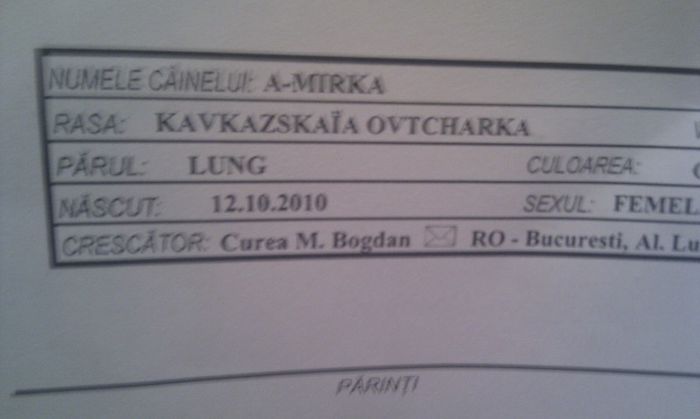 NUMELE CÂINELUI: A-MIRKA
RASA: KAVKAZSKAÏA OVTCHARKA
PĂRUL: LUNG CULOAREA:
NĂSCUT: 12.10.2010 SEXUL: FEMEL
CRESCĂTOR: Curea M. Bogdan RO - Bucuresti, Al. Lu
PĂRINȚI